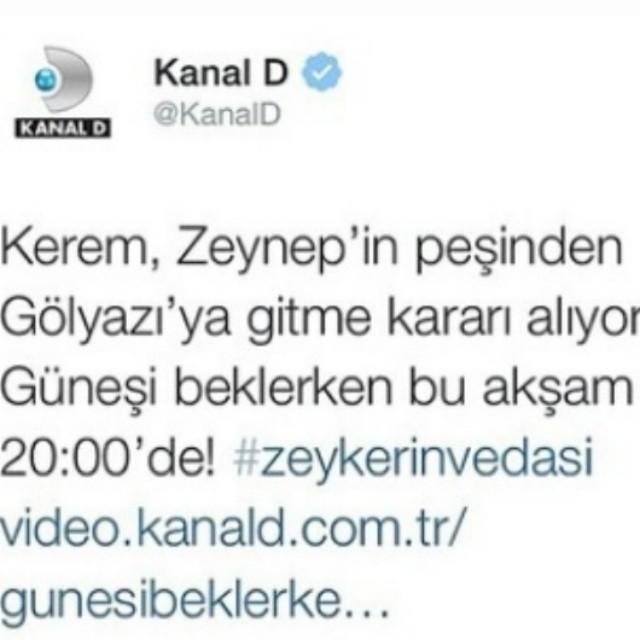 KANAL D
Kanal D
@KanalD
Kerem, Zeynep'in peşinden
Gölyazı'ya gitme kararı alıyor
Güneşi beklerken bu akşam
20:00'de! #zeykerinvedasi
video.kanald.com.tr/
gunesibeklerke...